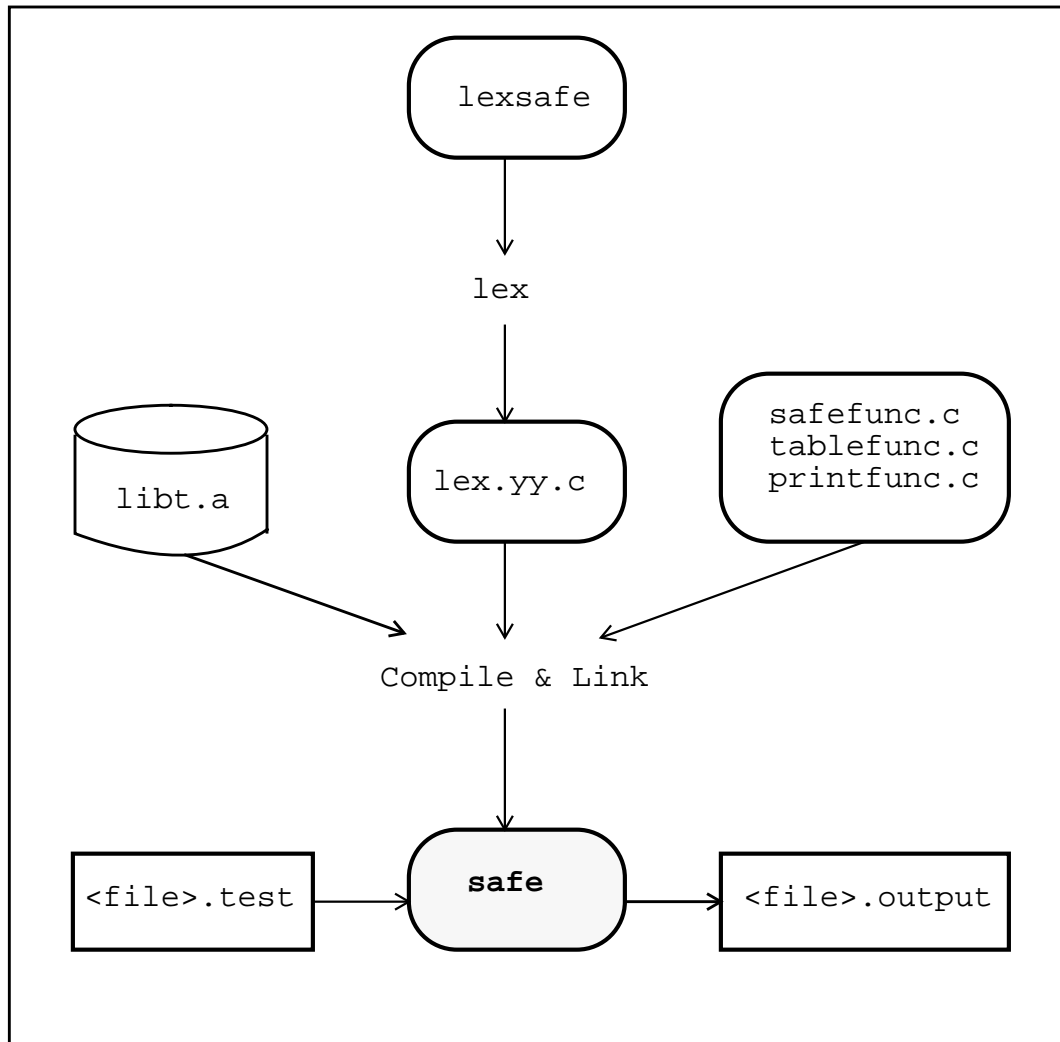 lexsafe
lex
libt.a
lex.yy.c
safefunc.c
tablefunc.c
printfunc.c
Compile & Link
<file>.test
safe
<file>.output